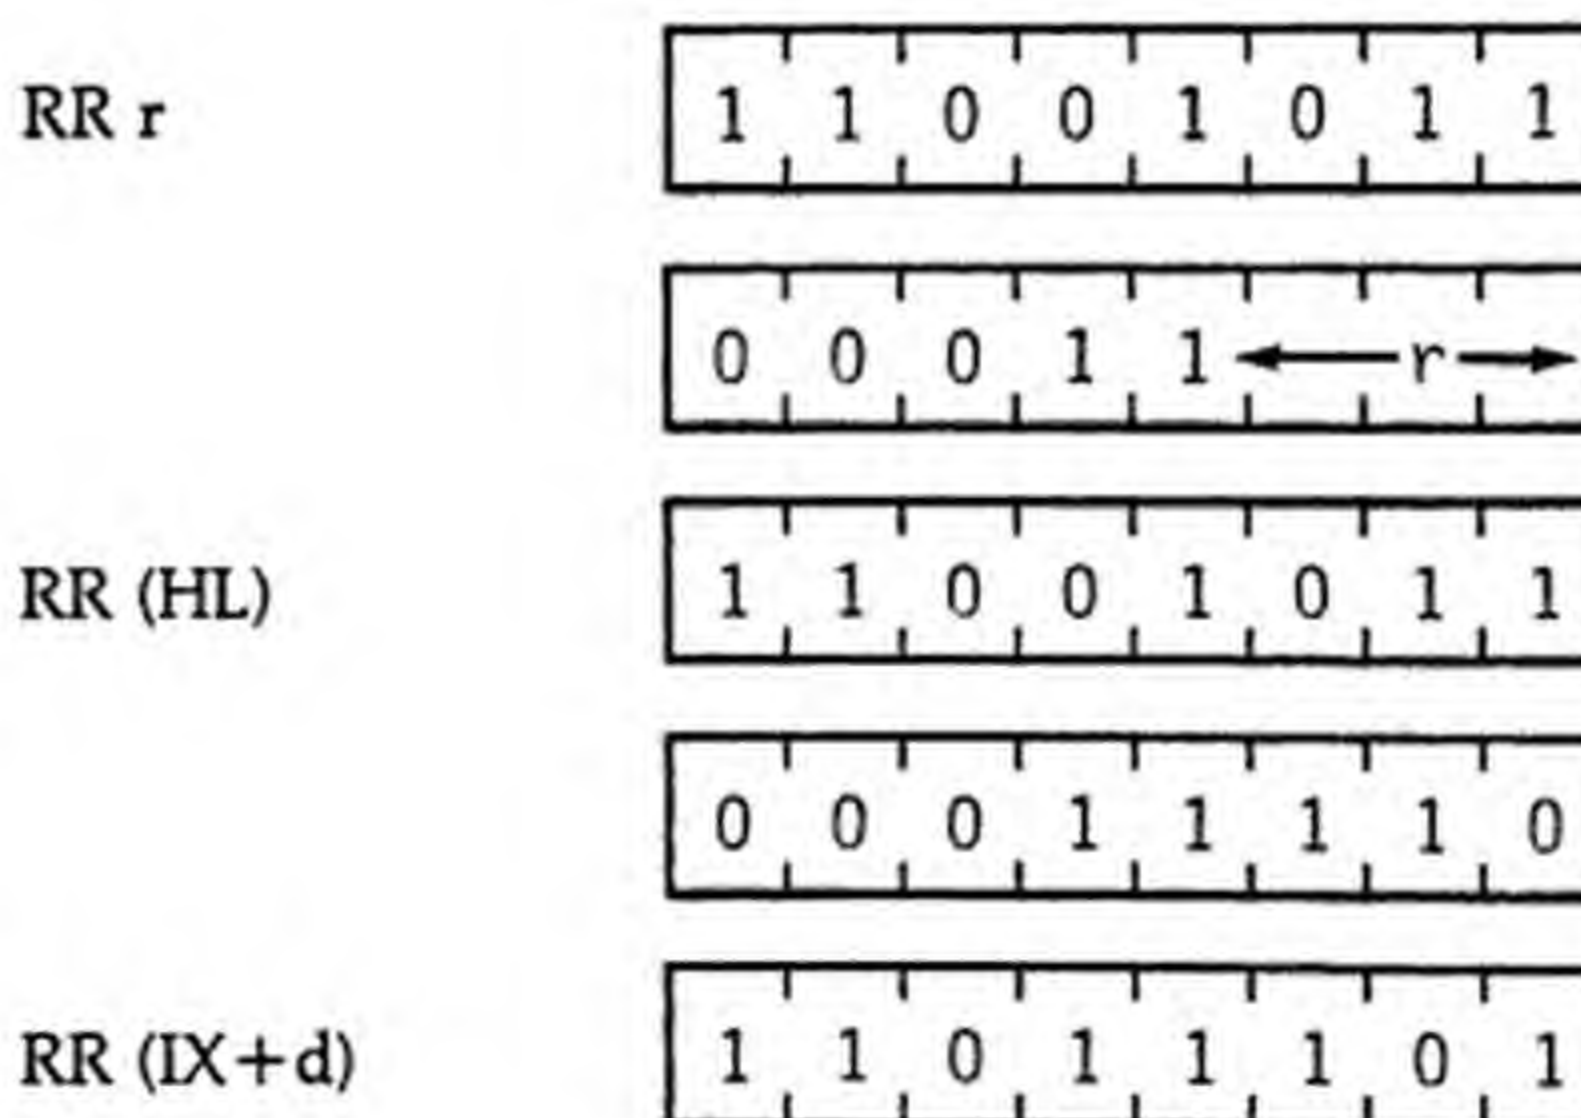 RR r 1 1 0 0 1 0 1 1
0 0 0 1 1 r
RR (HL) 1 1 0 0 1 0 1 1
0 0 0 1 1 1 1 0
RR (IX+d) 1 1 0 1 1 1 0 1